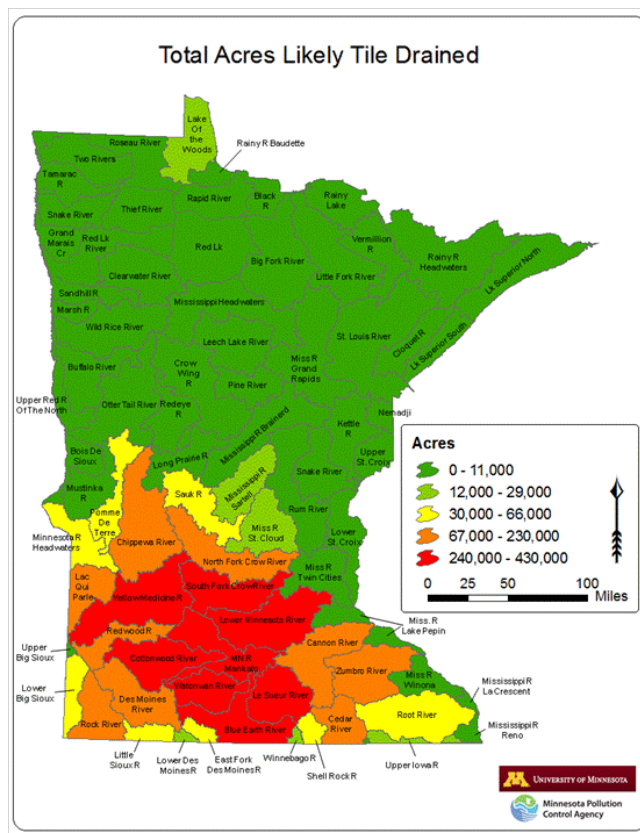 Total Acres Likely Tile Drained
Lake
Of
the
Woods
Roseau River
Rainy R Baudette
Two Rivers
Tamarac
R
Rapid River
Black
R
Rainy
Lake
Thief River
Snake River
Vermillion
R
Grand
Marais
Cr
Red Lk
River
Red Lk
Big Fork River
Rainy R
Headwaters
Lk Superior North
Clearwater River
Little Fork River
Sandhill R
Marsh R
Mississippi Headwaters
Wild Rice River
St. Louis River
Cloquet R
Lk Superior South
Leech Lake River
Buffalo River
Crow
Wing
R
Miss R
Grand
Rapids
Pine River
Upper Red R
Of The North
Otter Tail River
Redeye
R
Mississippi R Brainerd
Kettle
R
Nemadji
Bois De
Sioux
Long Prairie R
Upper
St. Croix
Mustinka
R
Sauk R
Mississippi R
Sartell
Snake River
Rum River
Pomme
De
Terre
Minnesota R
Headwaters
Chippewa River
Miss R
St. Cloud
Lower
St. Croix
North Fork Crow River
Miss R
Twin Cities
Lac
Qui
Parle
Yellow Medicine R
South Fork Crow River
Lower Minnesota River
Miss. R
Lake Pepin
Redwood R
Cannon River
Upper
Big Sioux
Cottonwood River
MN R
Mankato
Zumbro River
Miss R
Winona
Mississippi R
La Crescent
Lower
Big Sioux
Watonwan River
Le Sueur River
Des Moines
River
Root River
Rock River
Blue Earth River
Cedar
River
Mississippi R
Reno
Little
Sioux R
Lower Des
Moines R
East Fork
Des Moines R
Winnebago R
Shell Rock R
Upper Iowa R
Acres
0 - 11,000
12,000 - 29,000
30,000 - 66,000
67,000 - 230,000
240,000 - 430,000
0 25 50 100
Miles
M UNIVERSITY OF MINNESOTA
Minnesota Pollution
Control Agency